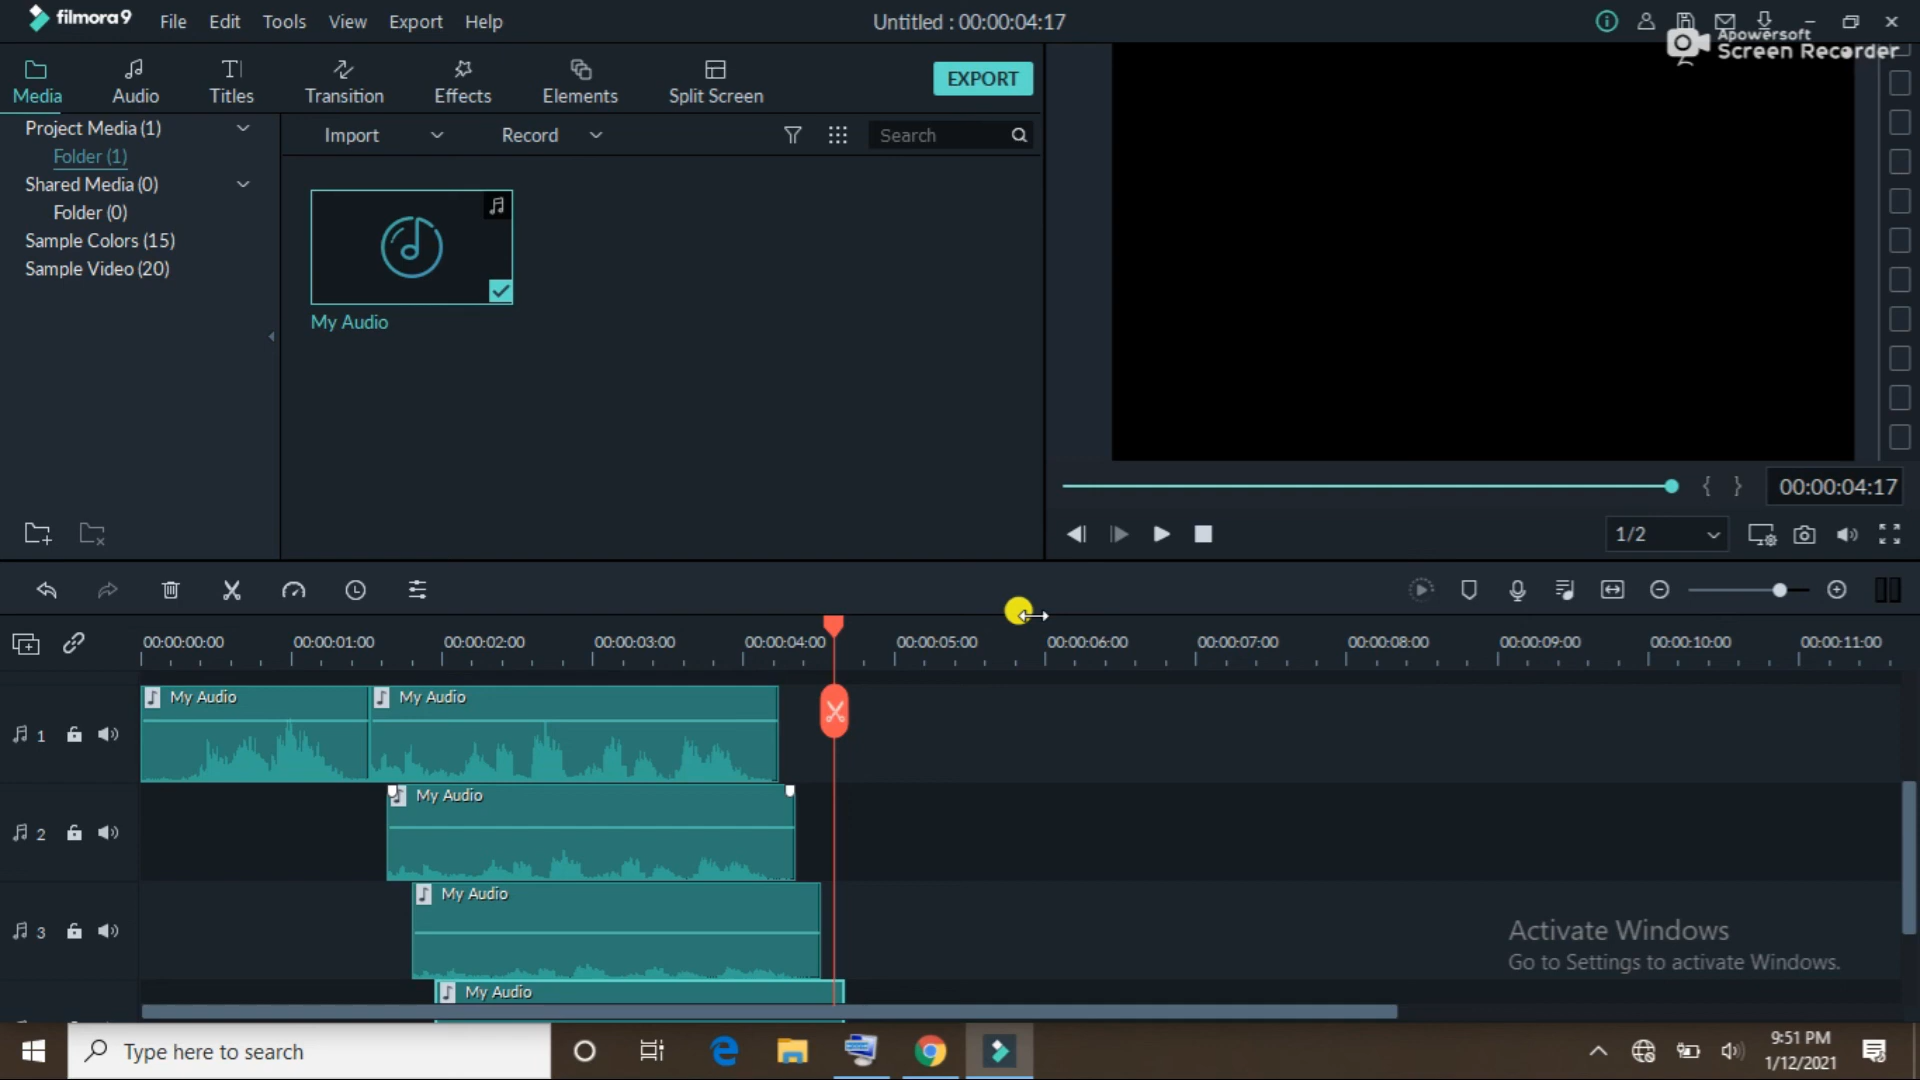 filmora9 File Edit Tools View Export Help
Untitled : 00:00:04:17
Apowersoft
Screen Recorder
Media Audio Titles Transition Effects Elements Split Screen
EXPORT
Project Media (1)
Folder (1)
Shared Media (0)
Folder (0)
Sample Colors (15)
Sample Video (20)
Import Record Search
My Audio
{ } 00:00:04:17
1/2
00:00:00:00 00:00:01:00 00:00:02:00 00:00:03:00 00:00:04:00 00:00:05:00 00:00:06:00 00:00:07:00 00:00:08:00 00:00:09:00 00:00:10:00 00:00:11:00
My Audio My Audio
1
My Audio
2
My Audio
3
My Audio
Activate Windows
Go to Settings to activate Windows.
Type here to search
9:51 PM
1/12/2021